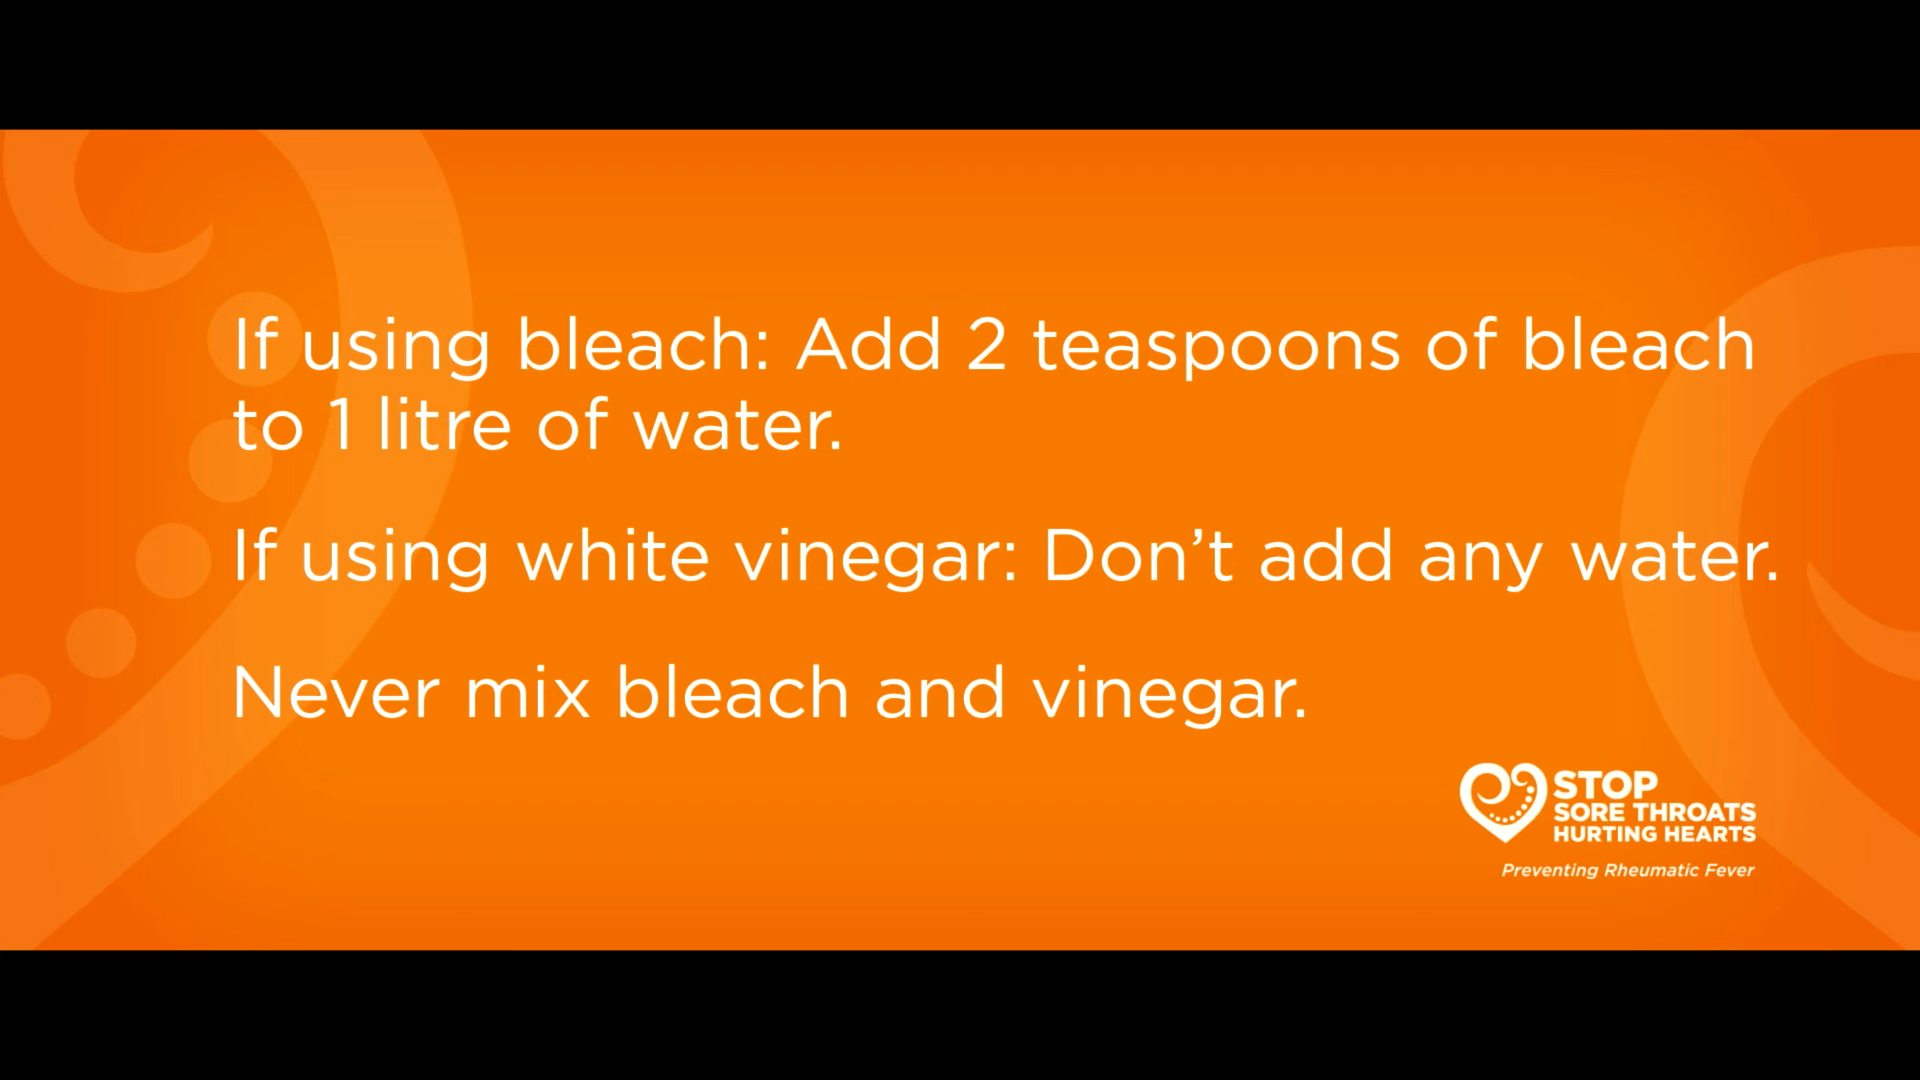 If using bleach: Add 2 teaspoons of bleach
to 1 litre of water.
If using white vinegar: Don’t add any water.
Never mix bleach and vinegar.
STOP
SORE THROATS
HURTING HEARTS
Preventing Rheumatic Fever